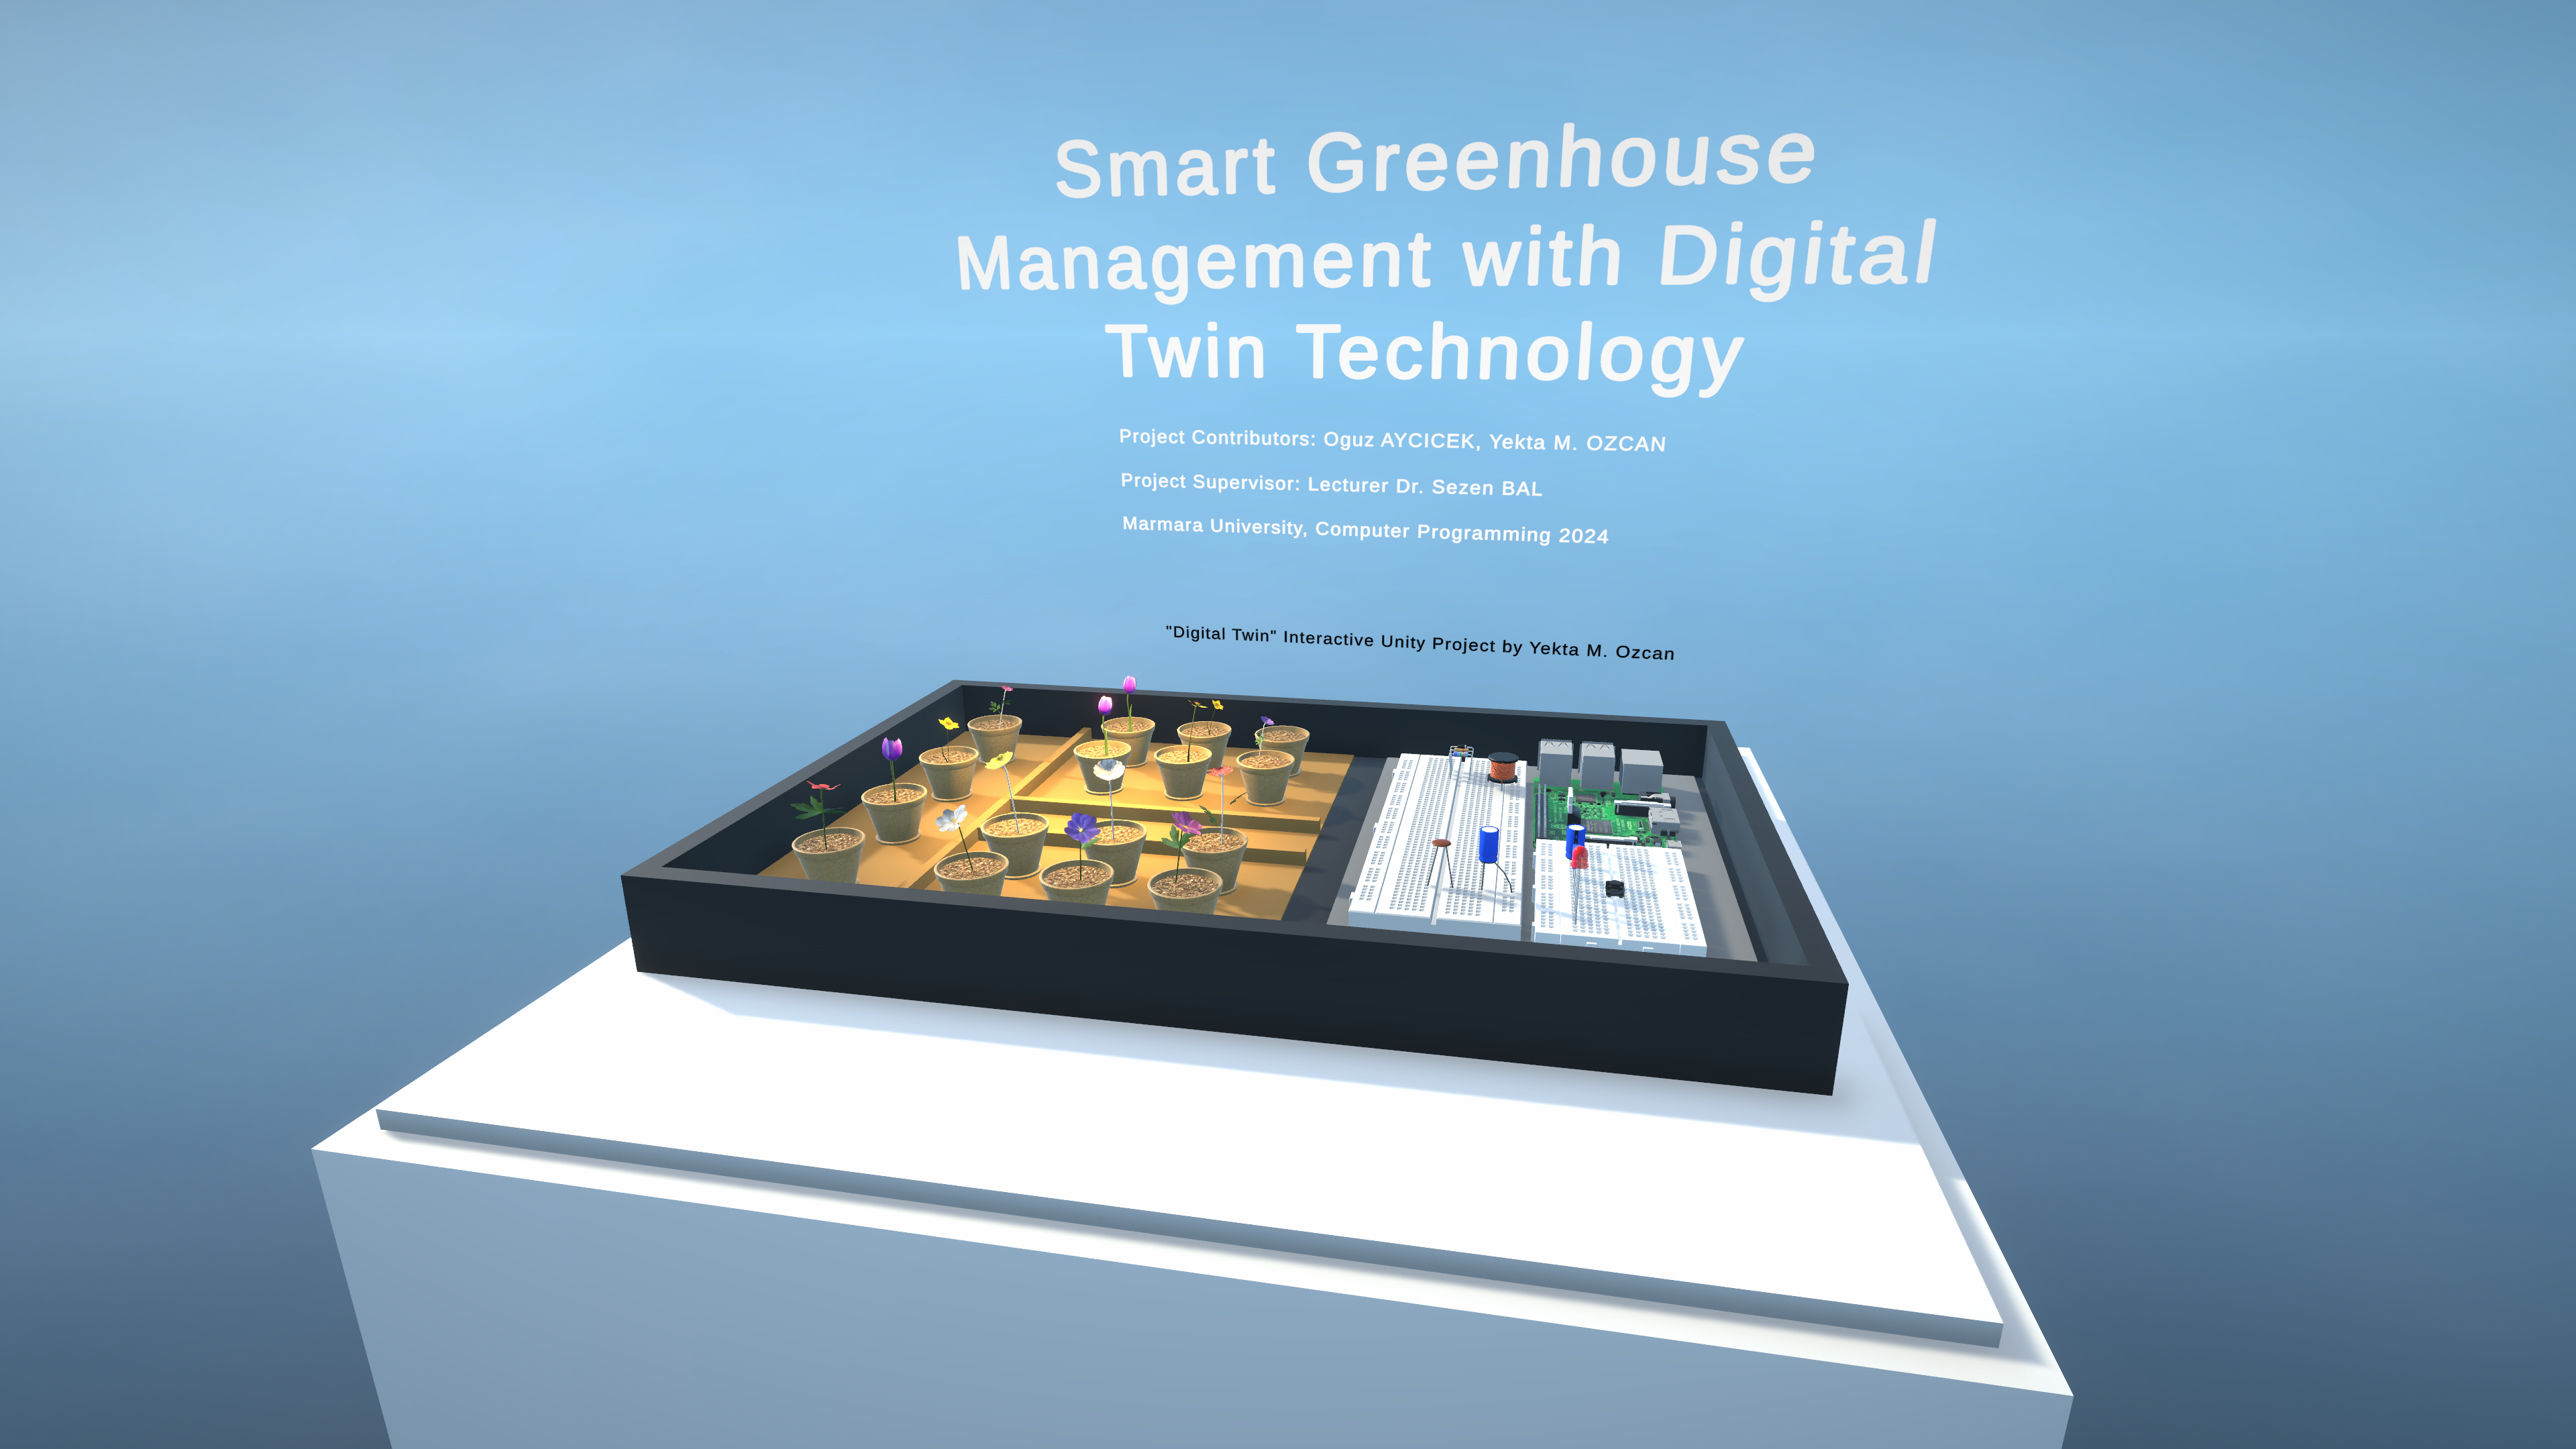 Smart Greenhouse
Management with Digital
Twin Technology
Project Contributors: Oguz AYCICEK, Yekta M. OZCAN
Project Supervisor: Lecturer Dr. Sezen BAL
Marmara University, Computer Programming 2024
"Digital Twin" Interactive Unity Project by Yekta M. Ozcan